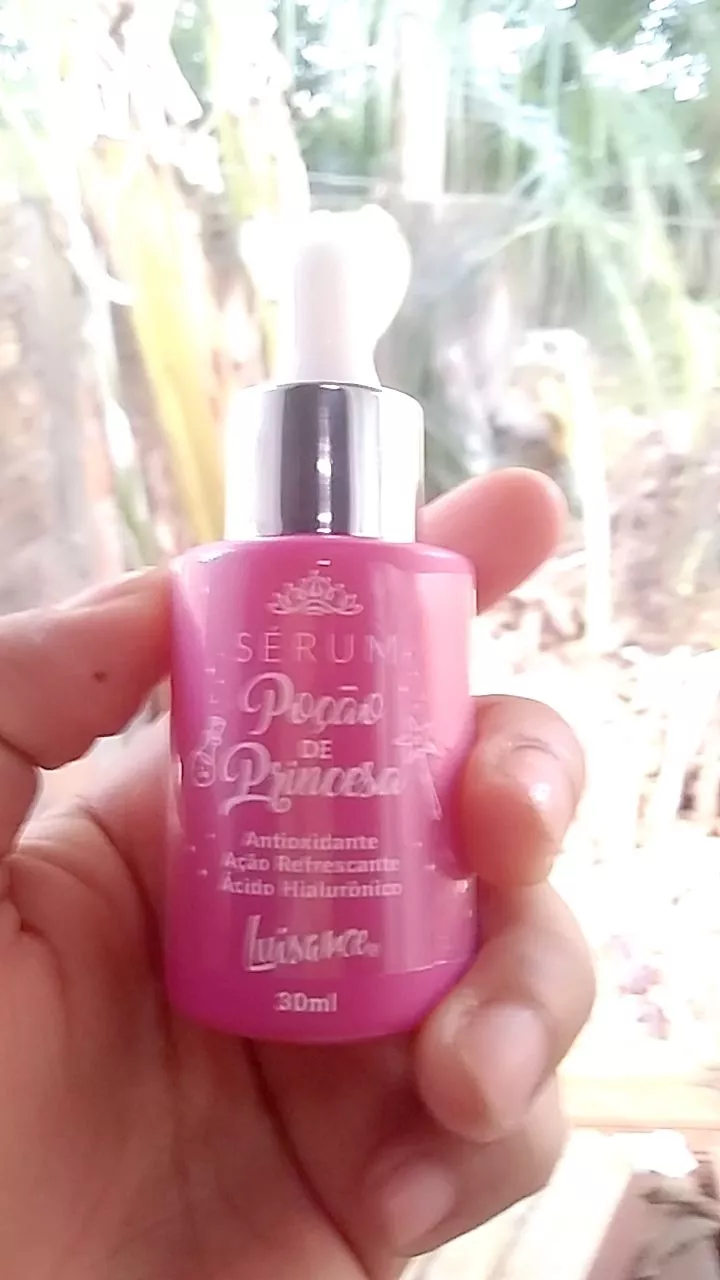 SÉRUM
Poção
DE
Princesa
Antioxidante
Ação Refrescante
Ácido Hialurônico
Luisance®
30ml